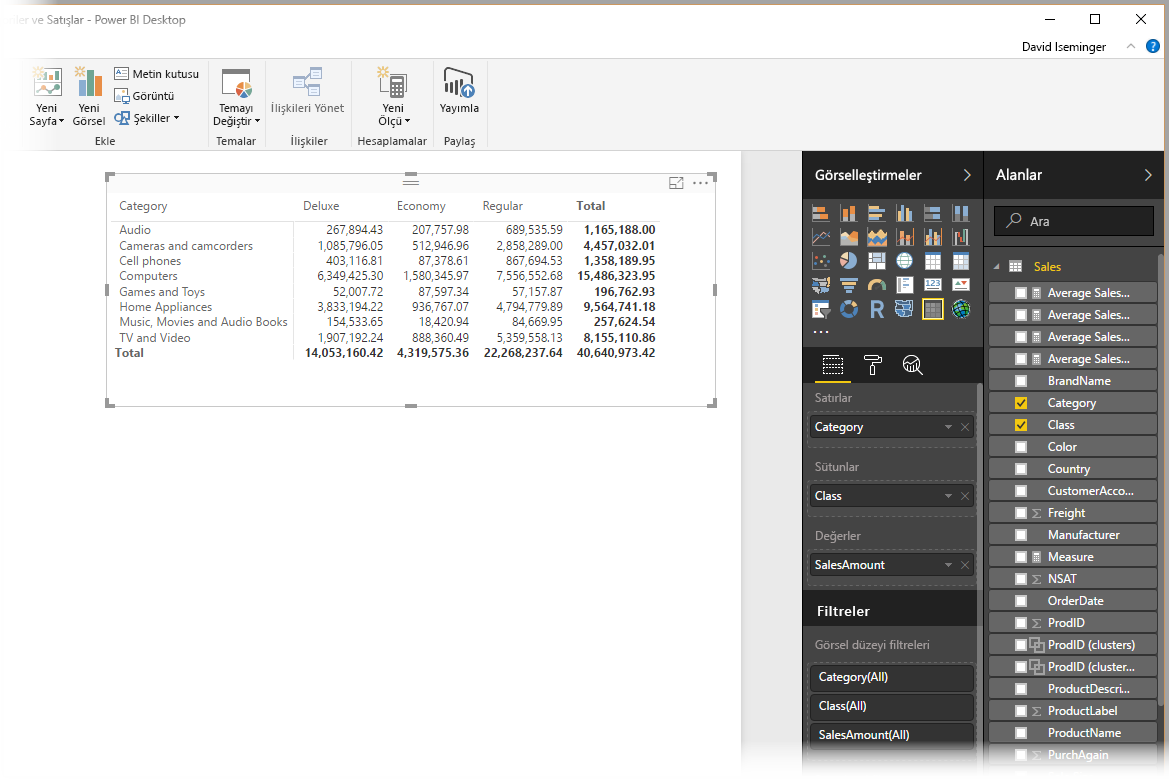 ler ve Satışlar - Power BI Desktop
David Iseminger
?
Yeni Sayfa
Yeni Görsel
Metin kutusu
Görüntü
Şekiller
Ekle
Temayı Değiştir
Temalar
İlişkileri Yönet
İlişkiler
Yeni Ölçü
Hesaplamalar
Yayımla
Paylaş
Category Deluxe Economy Regular Total
Audio 267,894.43 207,757.98 689,535.59 1,165,188.00
Cameras and camcorders 1,085,796.05 512,946.96 2,858,289.00 4,457,032.01
Cell phones 403,116.81 87,378.61 867,694.53 1,358,189.95
Computers 6,349,425.30 1,580,345.97 7,556,552.68 15,486,323.95
Games and Toys 52,007.72 87,597.34 57,157.87 196,762.93
Home Appliances 3,833,194.22 936,767.07 4,794,779.89 9,564,741.18
Music, Movies and Audio Books 154,533.65 18,420.94 84,669.95 257,624.54
TV and Video 1,907,192.24 888,360.49 5,359,558.13 8,155,110.86
Total 14,053,160.42 4,319,575.36 22,268,237.64 40,640,973.42
Görselleştirmeler
R
123
...
Satırlar
Category
Sütunlar
Class
Değerler
SalesAmount
Filtreler
Görsel düzeyi filtreleri
Category(All)
Class(All)
SalesAmount(All)
Alanlar
Ara
Sales
Average Sales...
Average Sales...
Average Sales...
Average Sales...
BrandName
Category
Class
Color
Country
CustomerAcco...
Σ Freight
Manufacturer
Measure
Σ NSAT
OrderDate
Σ ProdID
ProdID (clusters)
ProdID (cluster...
ProductDescri...
Σ ProductLabel
ProductName
Σ PurchAgain